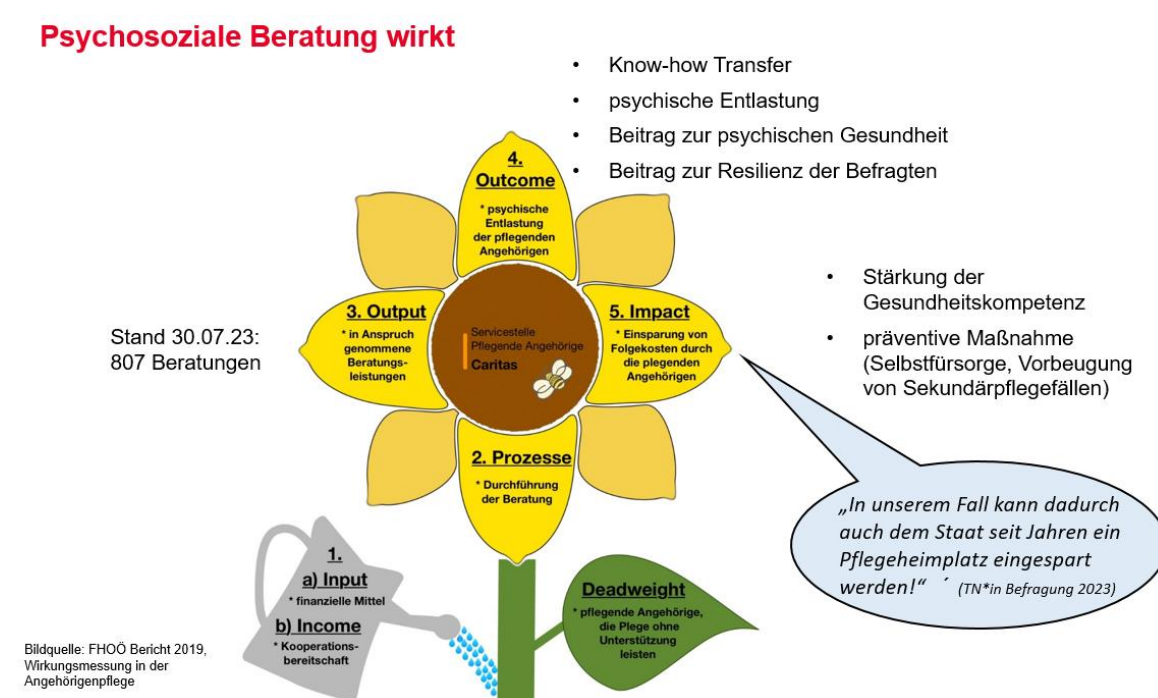 Psychosoziale Beratung wirkt
• Know-how Transfer
• psychische Entlastung
• Beitrag zur psychischen Gesundheit
• Beitrag zur Resilienz der Befragten
4.
Outcome
* psychische
Entlastung
der pflegenden
Angehörigen
Stand 30.07.23:
807 Beratungen
3. Output
* in Anspruch
genommene
Beratungs-
leistungen
Servicestelle
Pflegende Angehörige
Caritas
5. Impact
* Einsparung von
Folgekosten durch
die plegenden
Angehörigen
• Stärkung der
Gesundheitskompetenz
• präventive Maßnahme
(Selbstfürsorge, Vorbeugung
von Sekundärpflegefällen)
2. Prozesse
* Durchführung
der Beratung
„In unserem Fall kann dadurch
auch dem Staat seit Jahren ein
Pflegeheimplatz eingespart
werden!“ ´ (TN*in Befragung 2023)
1.
a) Input
* finanzielle Mittel
b) Income
* Kooperations-
bereitschaft
Deadweight
* pflegende Angehörige,
die Plege ohne
Unterstützung
leisten
Bildquelle: FHOÖ Bericht 2019,
Wirkungsmessung in der
Angehörigenpflege